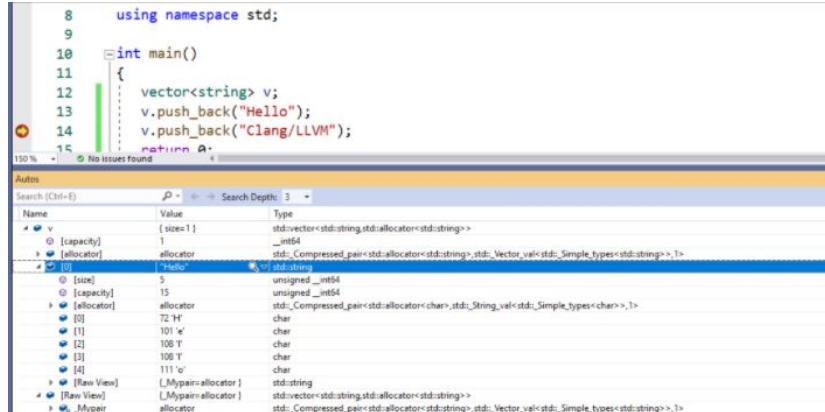 8 using namespace std;
9
10 int main()
11 {
12 vector<string> v;
13 v.push_back("Hello");
14 v.push_back("Clang/LLVM");
15 return 0;
150 % No issues found
Autos
Search (Ctrl+E) Search Depth: 3
Name Value Type
v { size=1 } std::vector<std::string,std::allocator<std::string>>
[capacity] 1 __int64
[allocator] allocator std::_Compressed_pair<std::allocator<std::string>,std::_Vector_val<std::_Simple_types<std::string>>,1>
[0] "Hello" std::string
[size] 5 unsigned __int64
[capacity] 15 unsigned __int64
[allocator] allocator std::_Compressed_pair<std::allocator<char>,std::_String_val<std::_Simple_types<char>>,1>
[0] 72 'H' char
[1] 101 'e' char
[2] 108 'l' char
[3] 108 'l' char
[4] 111 'o' char
[Raw View] {_Mypair=allocator } std::string
[Raw View] {_Mypair=allocator } std::vector<std::string,std::allocator<std::string>>
_Mypair allocator std::_Compressed_pair<std::allocator<std::string>,std::_Vector_val<std::_Simple_types<std::string>>,1>